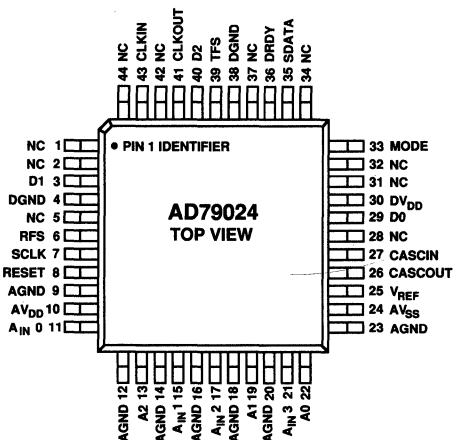 44 NC
43 CLKIN
42 NC
41 CLKOUT
40 D2
39 TFS
38 DGND
37 NC
36 DRDY
35 SDATA
34 NC
NC 1
NC 2
D1 3
DGND 4
NC 5
RFS 6
SCLK 7
RESET 8
AGND 9
AVDD 10
AIN 0 11
PIN 1 IDENTIFIER
AD79024
TOP VIEW
33 MODE
32 NC
31 NC
30 DVDD
29 D0
28 NC
27 CASCIN
26 CASCOUT
25 VREF
24 AVSS
23 AGND
AGND 12
A2 13
AGND 14
AIN 1 15
AGND 16
AIN 2 17
AGND 18
A1 19
AGND 20
AIN 3 21
A0 22